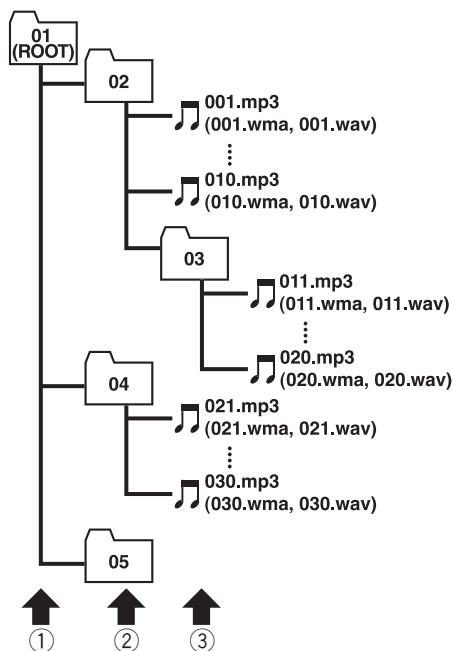 01
(ROOT)
02
001.mp3
(001.wma, 001.wav)
010.mp3
(010.wma, 010.wav)
03
011.mp3
(011.wma, 011.wav)
020.mp3
(020.wma, 020.wav)
04
021.mp3
(021.wma, 021.wav)
030.mp3
(030.wma, 030.wav)
05
① ② ③